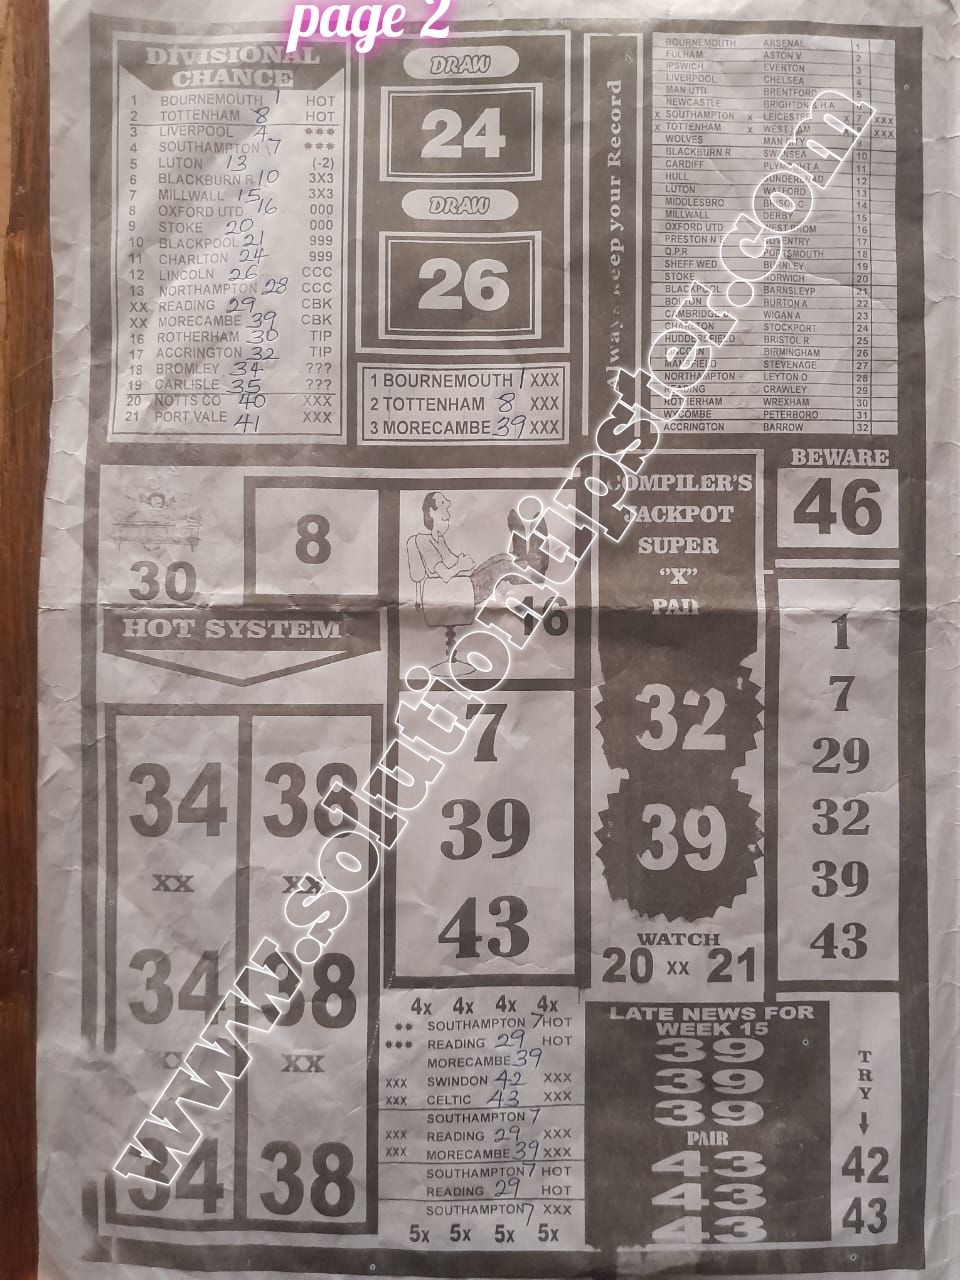 page 2
DIVISIONAL
CHANCE
1 BOURNEMOUTH 1 HOT
2 TOTTENHAM 8 HOT
3 LIVERPOOL 4 ***
4 SOUTHAMPTON 7 ***
5 LUTON 13 (-2)
6 BLACKBURN R 10 3X3
7 MILLWALL 15 3X3
8 OXFORD UTD 16 000
9 STOKE 20 000
10 BLACKPOOL 21 999
11 CHARLTON 24 999
12 LINCOLN 26 CCC
13 NORTHAMPTON 28 CCC
XX READING 29 CBK
XX MORECAMBE 39 CBK
16 ROTHERHAM 30 TIP
17 ACCRINGTON 32 TIP
18 BROMLEY 34 ???
19 CARLISLE 35 ???
20 NOTTS CO 40 XXX
21 PORT VALE 41 XXX
DRAW
24
DRAW
26
1 BOURNEMOUTH 1 XXX
2 TOTTENHAM 8 XXX
3 MORECAMBE 39 XXX
Always keep your Record
BOURNEMOUTH ARSENAL 1
FULHAM ASTON V 2
IPSWICH EVERTON 3
LIVERPOOL CHELSEA 4
MAN UTD BRENTFORD 5
NEWCASTLE BRIGHTON & H A 6
X SOUTHAMPTON X LEICESTER X 7 XXX
X TOTTENHAM X WEST HAM X 8 XXX
WOLVES MAN CITY 9
BLACKBURN R SWANSEA 10
CARDIFF PLYMOUTH A 11
HULL SUNDERLAND 12
LUTON WATFORD 13
MIDDLESBRO BRISTOL C 14
MILLWALL DERBY 15
OXFORD UTD WEST BROM 16
PRESTON N E COVENTRY 17
Q.P.R PORTSMOUTH 18
SHEFF WED BURNLEY 19
STOKE NORWICH 20
BLACKPOOL BARNSLEYP 21
BOLTON BURTON A 22
CAMBRIDGE WIGAN A 23
CHARLTON STOCKPORT 24
HUDDERSFIELD BRISTOL R 25
LINCOLN BIRMINGHAM 26
MANSFIELD STEVENAGE 27
NORTHAMPTON LEYTON O 28
READING CRAWLEY 29
ROTHERHAM WREXHAM 30
WYCOMBE PETERBORO 31
ACCRINGTON BARROW 32
BEWARE
46
30
8
HOT SYSTEM
34 38
XX XX
34 38
XX XX
34 38
16
7
39
43
COMPILER'S
JACKPOT
SUPER
"X"
PAIR
32
39
WATCH
20 XX 21
1
7
29
32
39
43
4x 4x 4x 4x
** SOUTHAMPTON 7 HOT
*** READING 29 HOT
MORECAMBE 39
XXX SWINDON 42 XXX
XXX CELTIC 43 XXX
SOUTHAMPTON 7
XXX READING 29 XXX
XXX MORECAMBE 39 XXX
SOUTHAMPTON 7 HOT
READING 29 HOT
SOUTHAMPTON 7 XXX
5x 5x 5x 5x
LATE NEWS FOR
WEEK 15
39
39
39
PAIR
43
43
43
TRY
42
43
www.solutiontipster.com